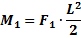 M₁ = F₁ · L²/2